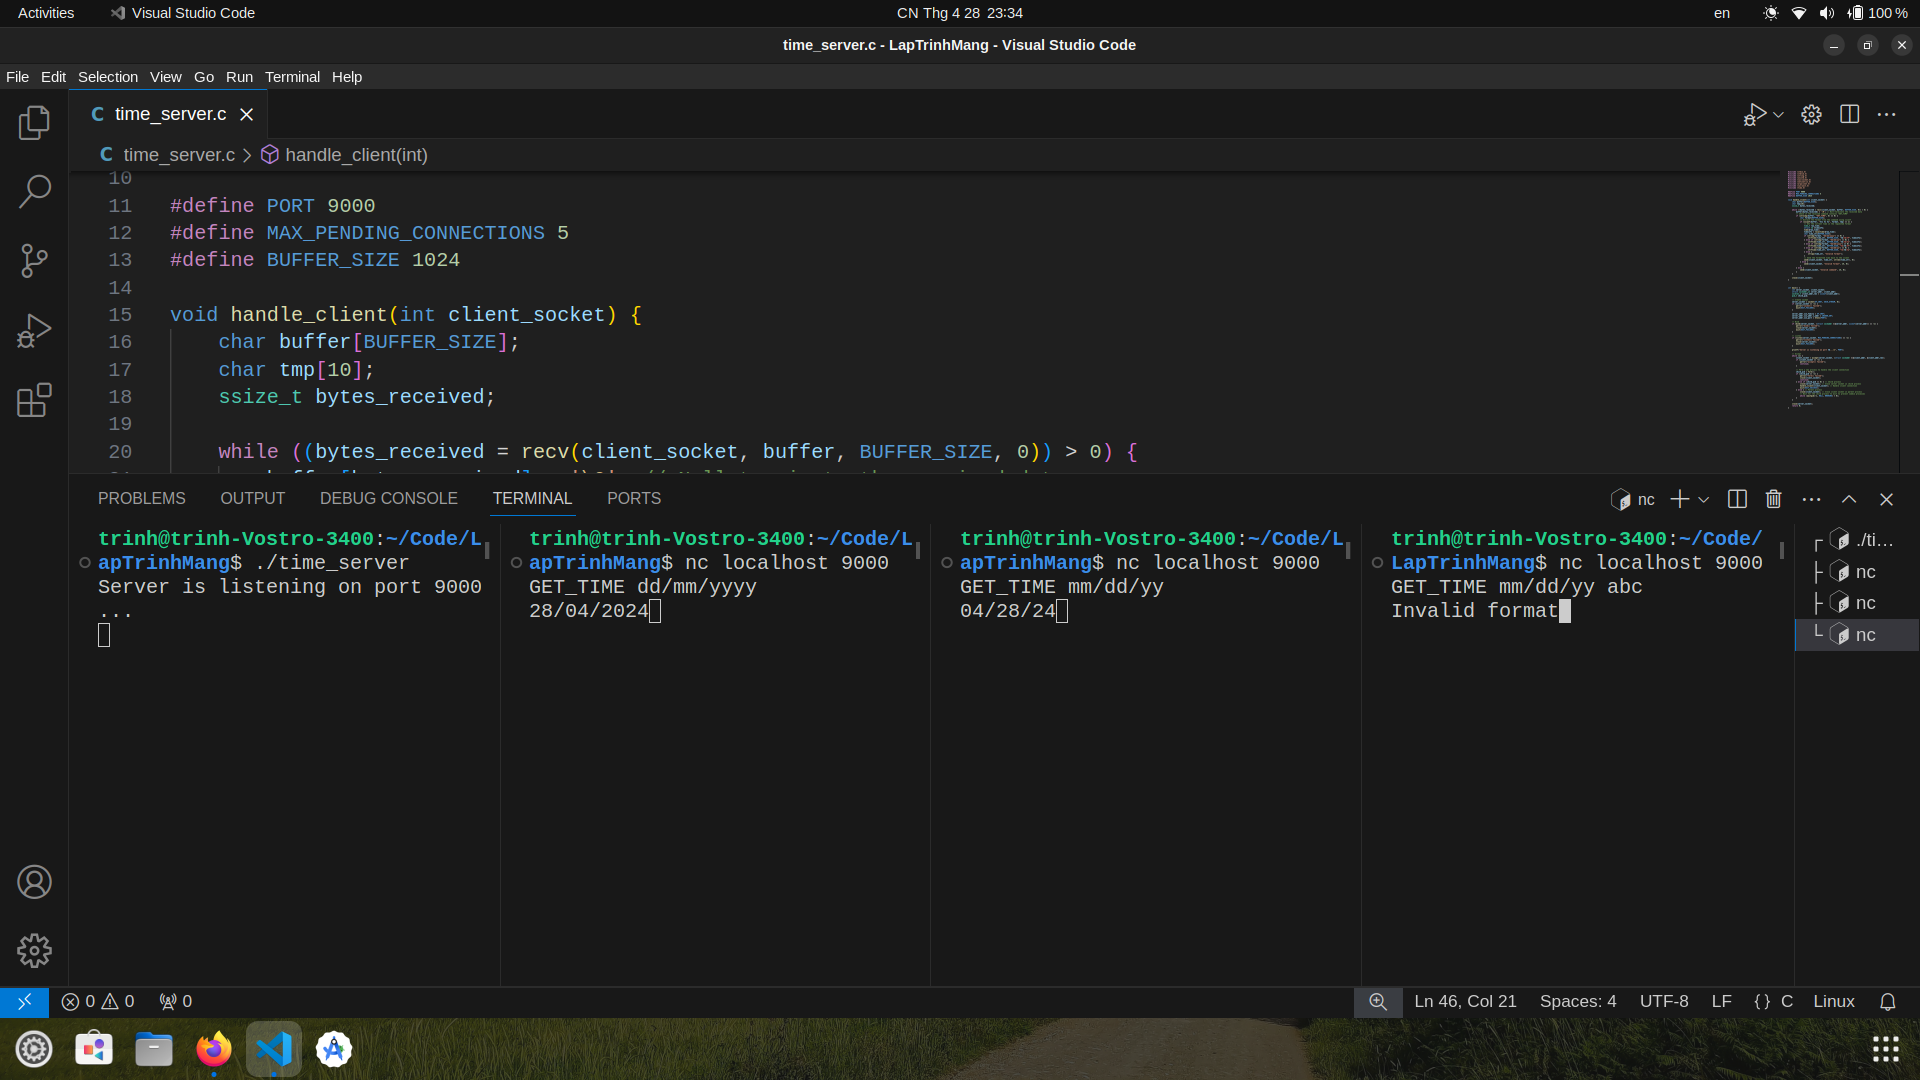 Activities
Visual Studio Code
CN Thg 4 28 23:34
en
100 %
time_server.c - LapTrinhMang - Visual Studio Code
File Edit Selection View Go Run Terminal Help
C time_server.c
C time_server.c > handle_client(int)
10
11 #define PORT 9000
12 #define MAX_PENDING_CONNECTIONS 5
13 #define BUFFER_SIZE 1024
14
15 void handle_client(int client_socket) {
16 char buffer[BUFFER_SIZE];
17 char tmp[10];
18 ssize_t bytes_received;
19
20 while ((bytes_received = recv(client_socket, buffer, BUFFER_SIZE, 0)) > 0) {
PROBLEMS OUTPUT DEBUG CONSOLE TERMINAL PORTS
nc
trinh@trinh-Vostro-3400:~/Code/L
apTrinhMang$ ./time_server
Server is listening on port 9000
...
trinh@trinh-Vostro-3400:~/Code/L
apTrinhMang$ nc localhost 9000
GET_TIME dd/mm/yyyy
28/04/2024
trinh@trinh-Vostro-3400:~/Code/L
apTrinhMang$ nc localhost 9000
GET_TIME mm/dd/yy
04/28/24
trinh@trinh-Vostro-3400:~/Code/
LapTrinhMang$ nc localhost 9000
GET_TIME mm/dd/yy abc
Invalid format
./ti...
nc
nc
nc
0 0 0
Ln 46, Col 21 Spaces: 4 UTF-8 LF {} C Linux